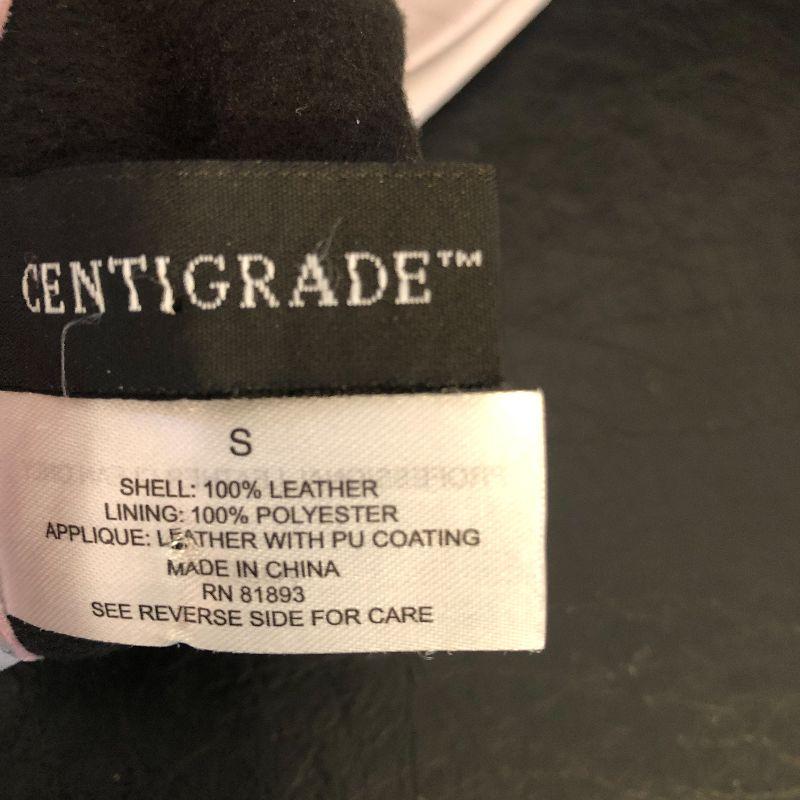 CENTIGRADE™
S
SHELL: 100% LEATHER
LINING: 100% POLYESTER
APPLIQUE: LEATHER WITH PU COATING
MADE IN CHINA
RN 81893
SEE REVERSE SIDE FOR CARE